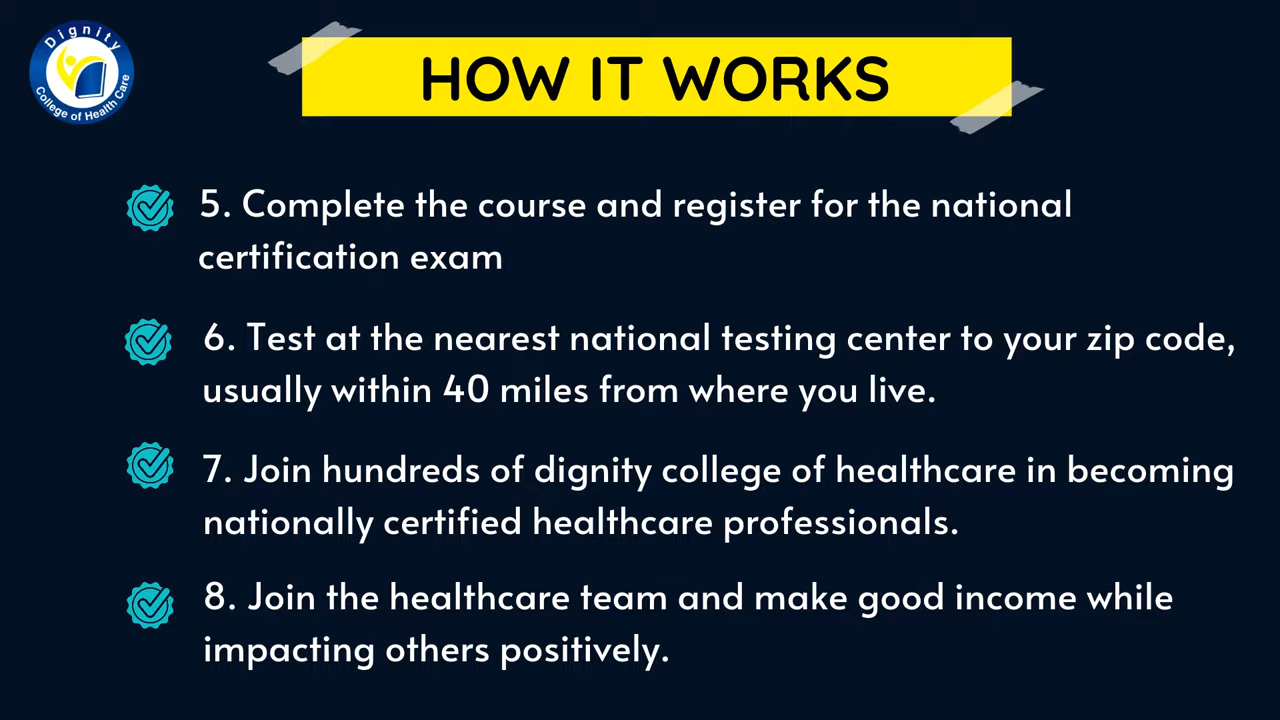 Dignity
College of Health Care
HOW IT WORKS
5. Complete the course and register for the national
certification exam
6. Test at the nearest national testing center to your zip code,
usually within 40 miles from where you live.
7. Join hundreds of dignity college of healthcare in becoming
nationally certified healthcare professionals.
8. Join the healthcare team and make good income while
impacting others positively.